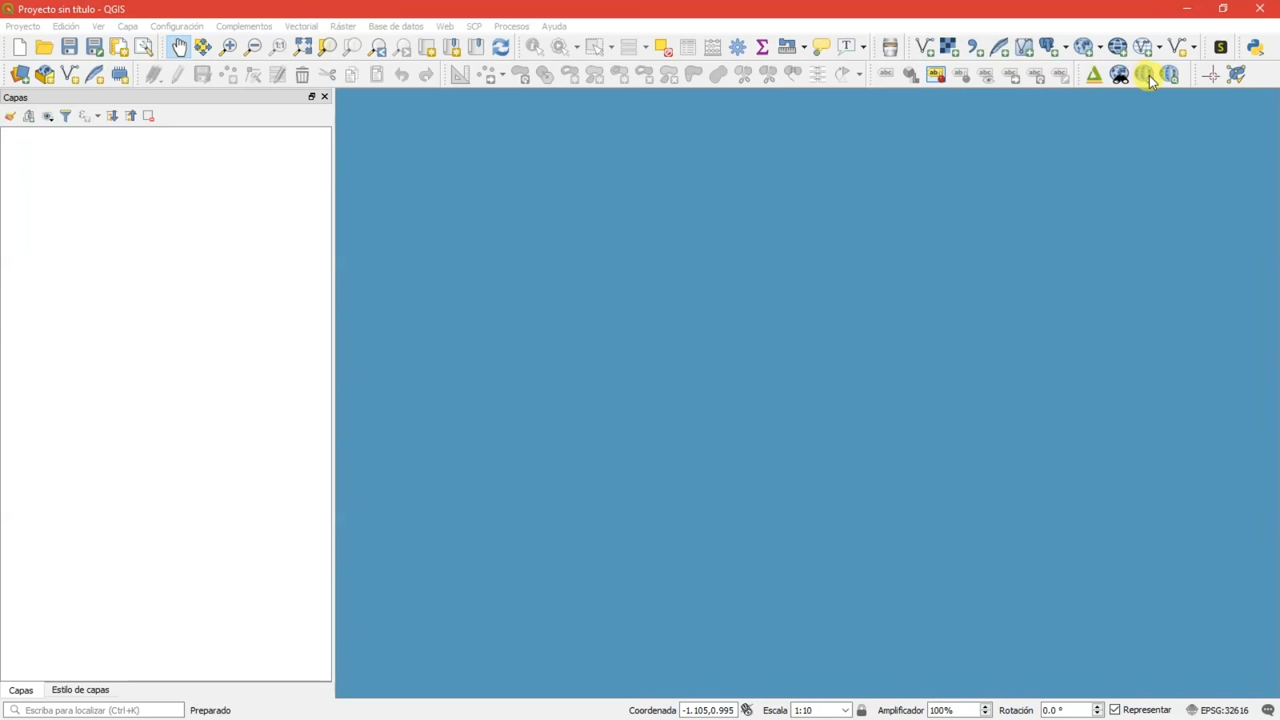 Proyecto sin título - QGIS
Proyecto Edición Ver Capa Configuración Complementos Vectorial Ráster Base de datos Web SCP Procesos Ayuda
Capas
Capas Estilo de capas
Escriba para localizar (Ctrl+K) Preparado Coordenada -1.105,0.995 Escala 1:10 Amplificador 100% Rotación 0.0 ° Representar EPSG:32616